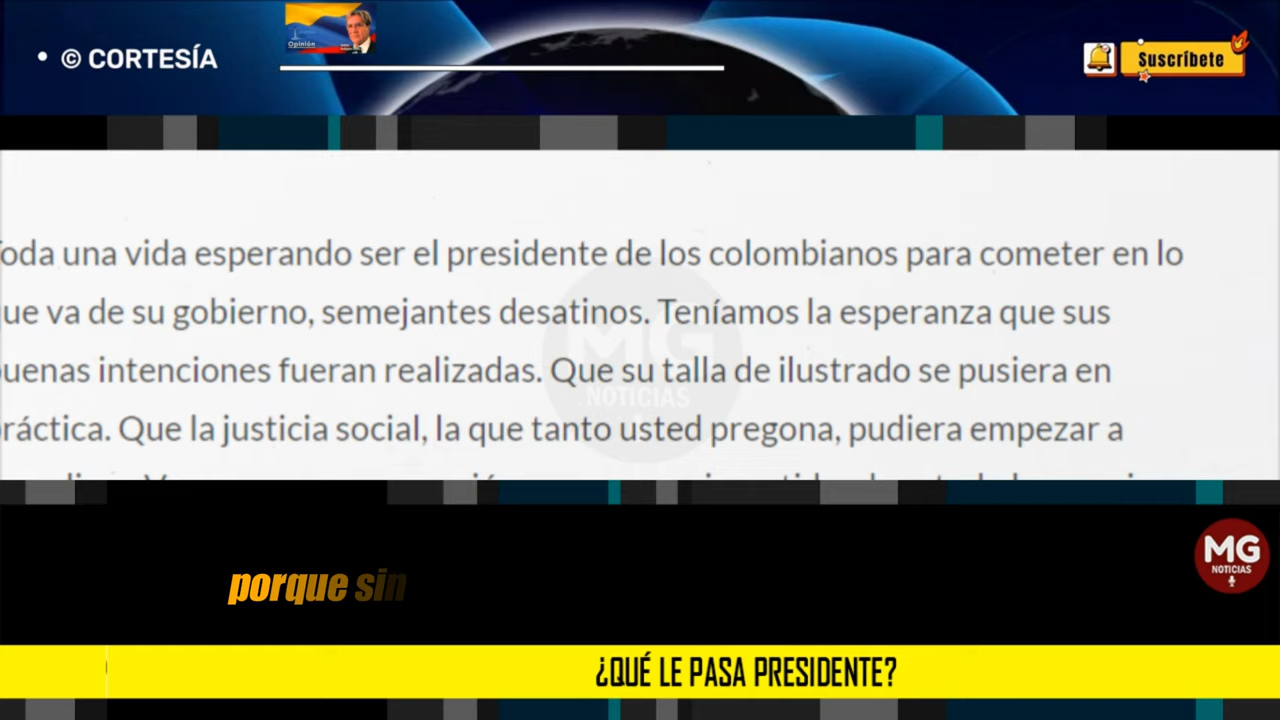 • © CORTESÍA
Opinión
Suscríbete
oda una vida esperando ser el presidente de los colombianos para cometer en lo
ue va de su gobierno, semejantes desatinos. Teníamos la esperanza que sus
uenas intenciones fueran realizadas. Que su talla de ilustrado se pusiera en
ráctica. Que la justicia social, la que tanto usted pregona, pudiera empezar a
MG
NOTICIAS
MG
NOTICIAS
porque sin
¿QUÉ LE PASA PRESIDENTE?